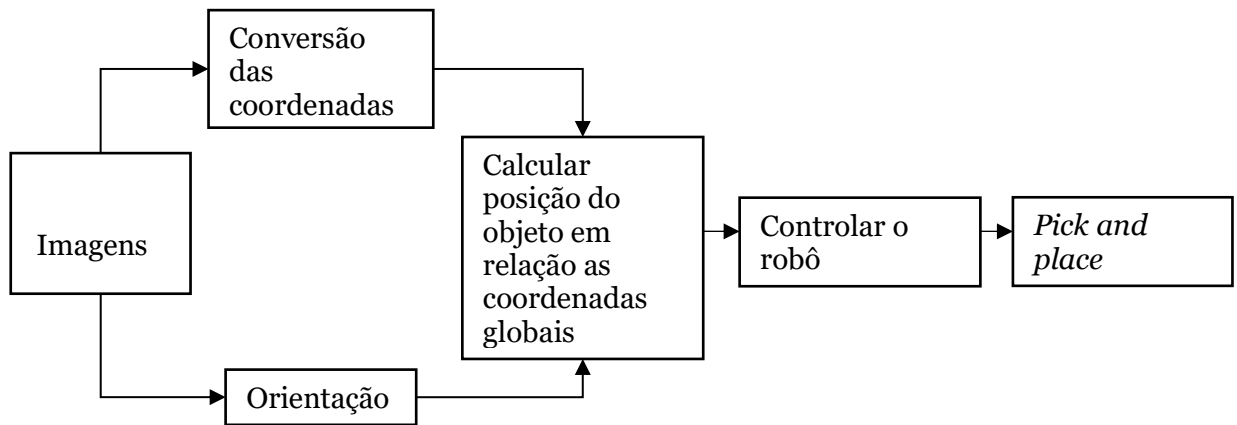 Imagens
Conversão
das
coordenadas
Orientação
Calcular
posição do
objeto em
relação as
coordenadas
globais
Controlar o
robô
Pick and
place